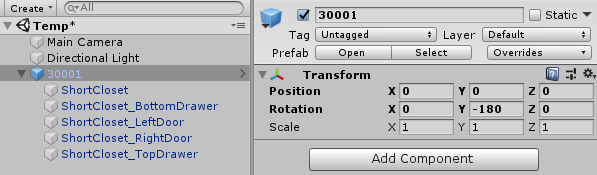 Create All
Temp*
Main Camera
Directional Light
30001
ShortCloset
ShortCloset_BottomDrawer
ShortCloset_LeftDoor
ShortCloset_RightDoor
ShortCloset_TopDrawer
30001 Static
Tag Untagged Layer Default
Prefab Open Select Overrides
Transform
Position X 0 Y 0 Z 0
Rotation X 0 Y -180 Z 0
Scale X 1 Y 1 Z 1
Add Component